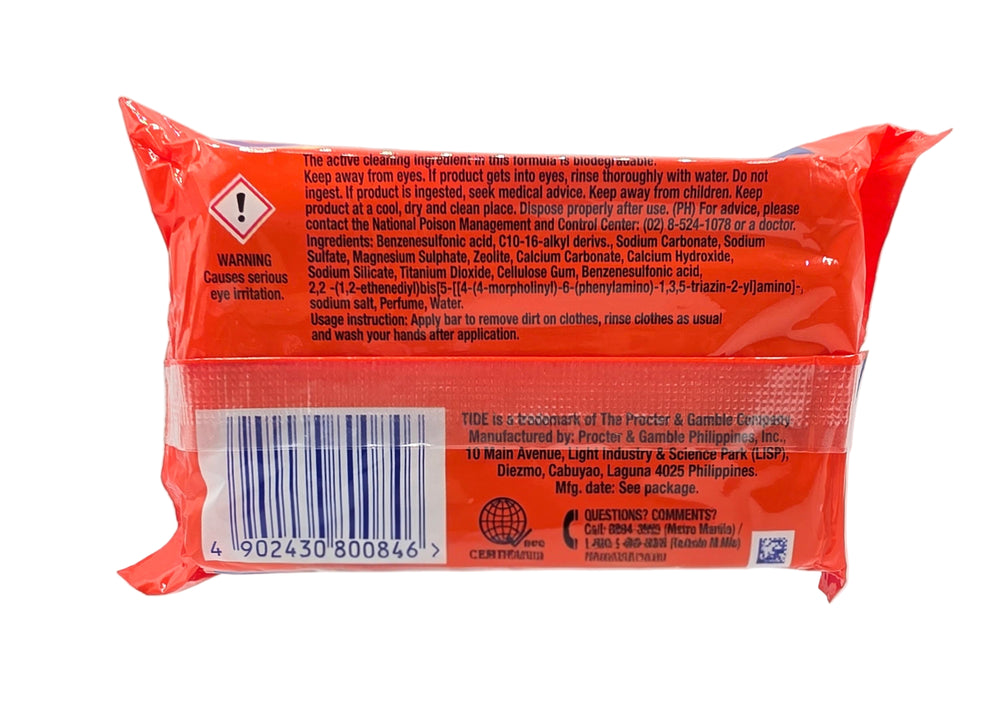 The active cleaning ingredient in this formula is biodegradable.
Keep away from eyes. If product gets into eyes, rinse thoroughly with water. Do not
ingest. If product is ingested, seek medical advice. Keep away from children. Keep
product at a cool, dry and clean place. Dispose properly after use. (PH) For advice, please
contact the National Poison Management and Control Center: (02) 8-524-1078 or a doctor.
Ingredients: Benzenesulfonic acid, C10-16-alkyl derivs., Sodium Carbonate, Sodium
Sulfate, Magnesium Sulphate, Zeolite, Calcium Carbonate, Calcium Hydroxide,
Sodium Silicate, Titanium Dioxide, Cellulose Gum, Benzenesulfonic acid,
2,2 -(1,2-ethenediyl)bis[5-[[4-(4-morpholinyl)-6-(phenylamino)-1,3,5-triazin-2-yl]amino]-,
sodium salt, Perfume, Water.
Usage instruction: Apply bar to remove dirt on clothes, rinse clothes as usual
and wash your hands after application.
WARNING
Causes serious
eye irritation.
TIDE is a trademark of The Procter & Gamble Company.
Manufactured by: Procter & Gamble Philippines, Inc.,
10 Main Avenue, Light Industry & Science Park (LISP),
Diezmo, Cabuyao, Laguna 4025 Philippines.
Mfg. date: See package.
4 902430 800846 >
QUESTIONS? COMMENTS?
Call: (Metro Manila) /